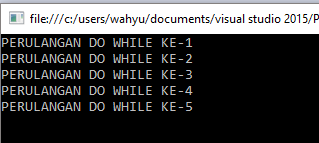 file:///c:/users/wahyu/documents/visual studio 2015/P
PERULANGAN DO WHILE KE-1
PERULANGAN DO WHILE KE-2
PERULANGAN DO WHILE KE-3
PERULANGAN DO WHILE KE-4
PERULANGAN DO WHILE KE-5